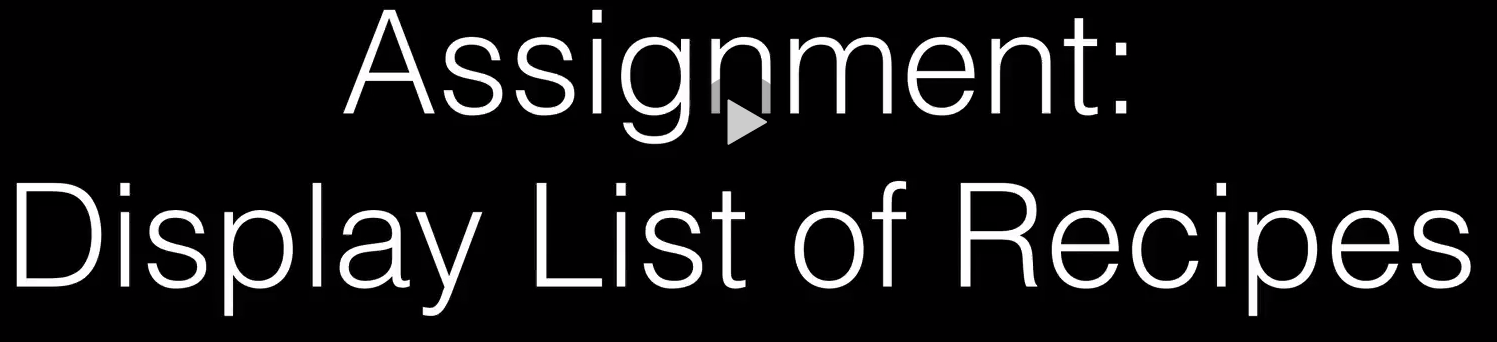 Assignment:
Display List of Recipes